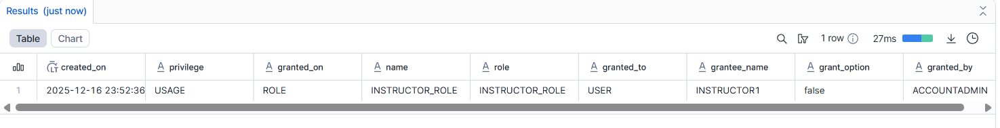 Results (just now)
Table Chart 1 row 27ms
created_on privilege granted_on name role granted_to grantee_name grant_option granted_by
1 2025-12-16 23:52:36 USAGE ROLE INSTRUCTOR_ROLE INSTRUCTOR_ROLE USER INSTRUCTOR1 false ACCOUNTADMIN